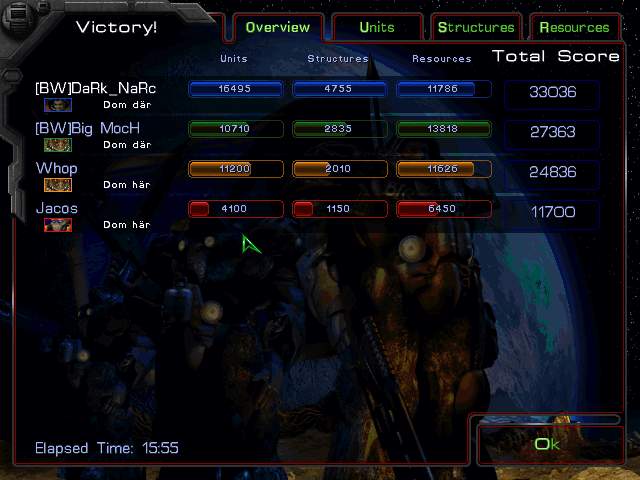 Victory!
Overview
Units
Structures
Resources
Units
Structures
Resources
Total Score
[BW]DaRk_NaRc
16495
4755
11786
33036
Dom där
[BW]Big MocH
10710
2835
13818
27363
Dom där
Whop
11200
2010
11626
24836
Dom här
Jacos
4100
1150
6450
11700
Dom här
Elapsed Time: 15:55
Ok